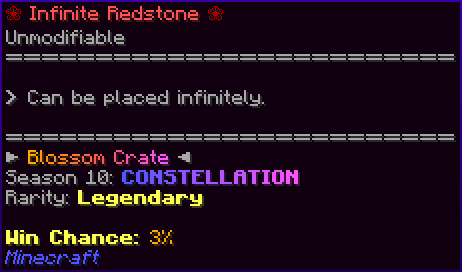 ❀ Infinite Redstone ❀
Unmodifiable
==================================
> Can be placed infinitely.
==================================
► Blossom Crate ◄
Season 10: CONSTELLATION
Rarity: Legendary
Win Chance: 3%
Minecraft